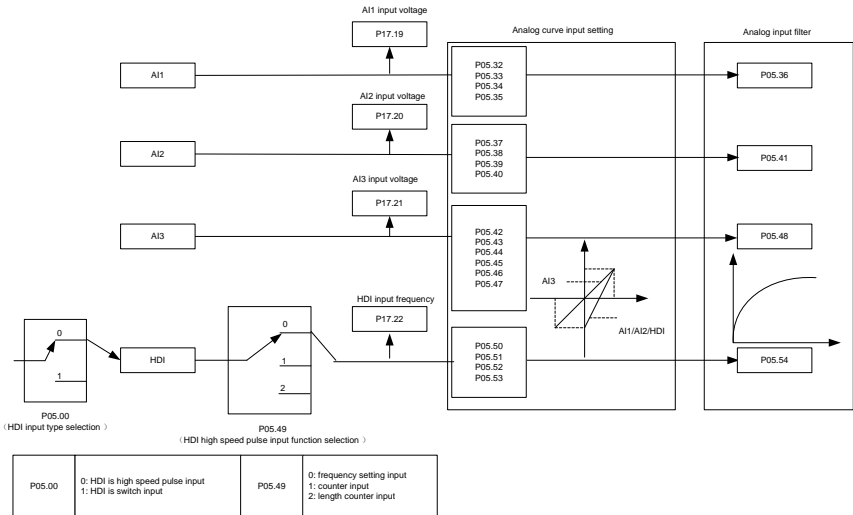 AI1 input voltage
Analog curve input setting
Analog input filter
P17.19
AI1
P05.32
P05.33
P05.34
P05.35
P05.36
AI2 input voltage
P17.20
AI2
P05.37
P05.38
P05.39
P05.40
P05.41
AI3 input voltage
P17.21
AI3
P05.42
P05.43
P05.44
P05.45
P05.46
P05.47
P05.48
AI3
AI1/AI2/HDI
HDI input frequency
P17.22
0
1
HDI
0
1
2
P05.50
P05.51
P05.52
P05.53
P05.54
P05.00
(HDI input type selection )
P05.49
(HDI high speed pulse input function selection )
P05.00
0: HDI is high speed pulse input
1: HDI is switch input
P05.49
0: frequency setting input
1: counter input
2: length counter input